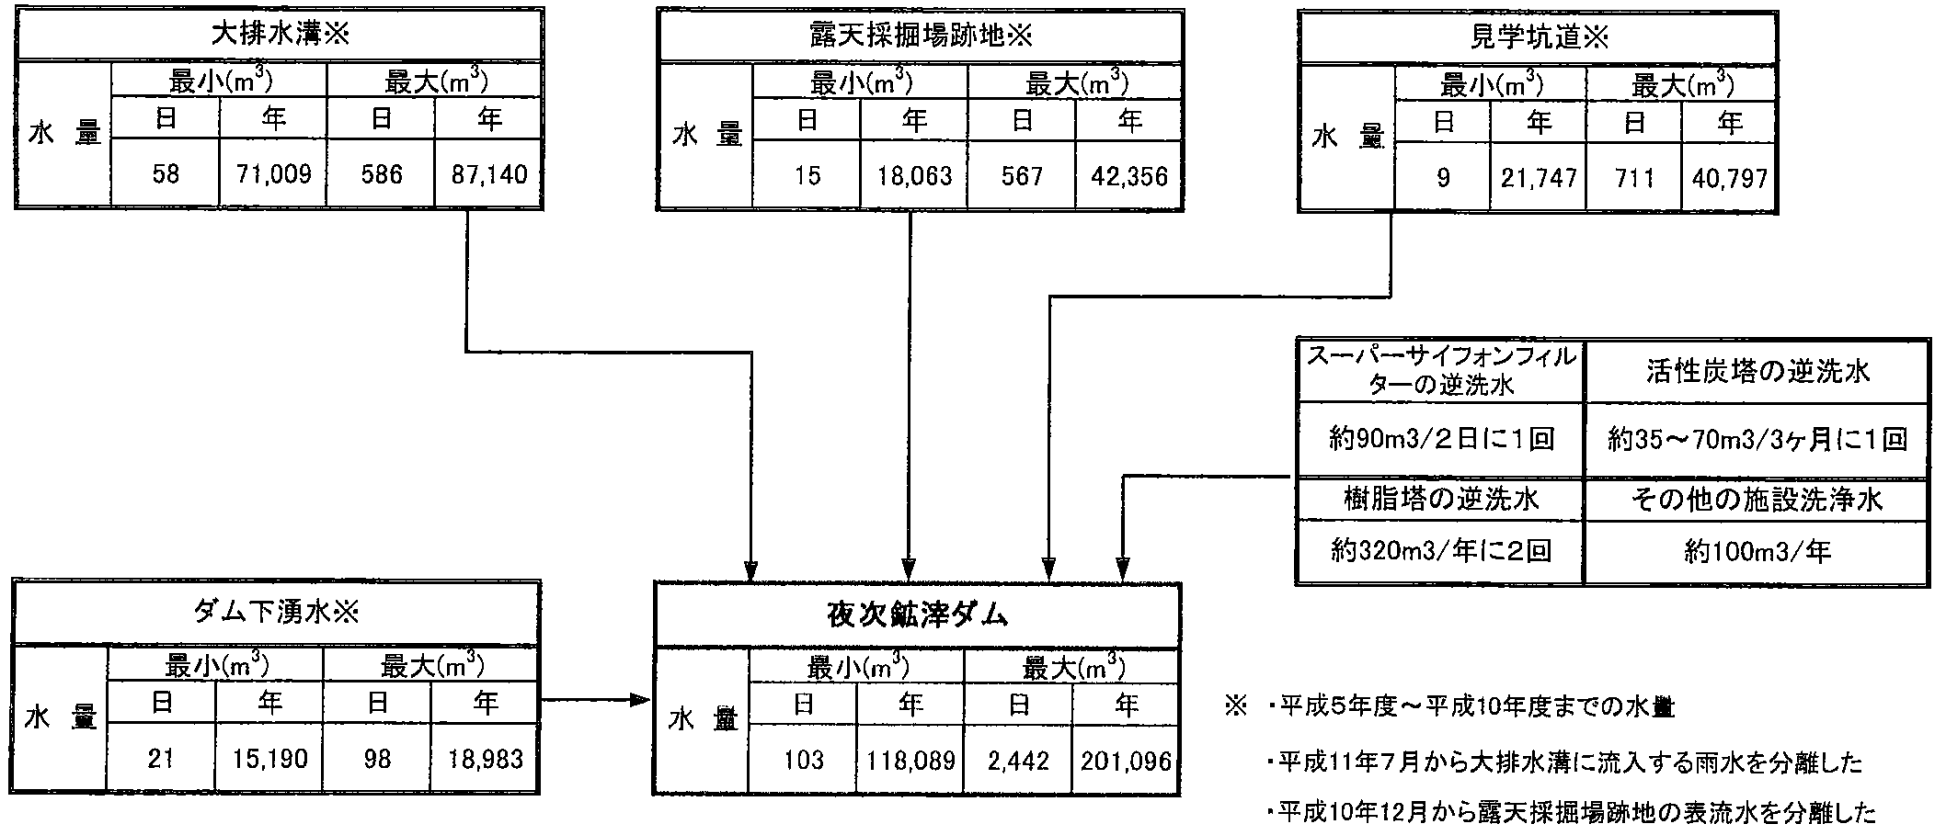 大排水溝※
水 量
最小(m³) 最大(m³)
日 年 日 年
58 71,009 586 87,140
露天採掘場跡地※
水 量
最小(m³) 最大(m³)
日 年 日 年
15 18,063 567 42,356
見学坑道※
水 量
最小(m³) 最大(m³)
日 年 日 年
9 21,747 711 40,797
スーパーサイフォンフィル
ターの逆洗水
活性炭塔の逆洗水
約90m3/2日に1回
約35～70m3/3ヶ月に1回
樹脂塔の逆洗水
その他の施設洗浄水
約320m3/年に2回
約100m3/年
ダム下湧水※
水 量
最小(m³) 最大(m³)
日 年 日 年
21 15,190 98 18,983
夜次鉱滓ダム
水 量
最小(m³) 最大(m³)
日 年 日 年
103 118,089 2,442 201,096
※ ・平成5年度～平成10年度までの水量
・平成11年7月から大排水溝に流入する雨水を分離した
・平成10年12月から露天採掘場跡地の表流水を分離した